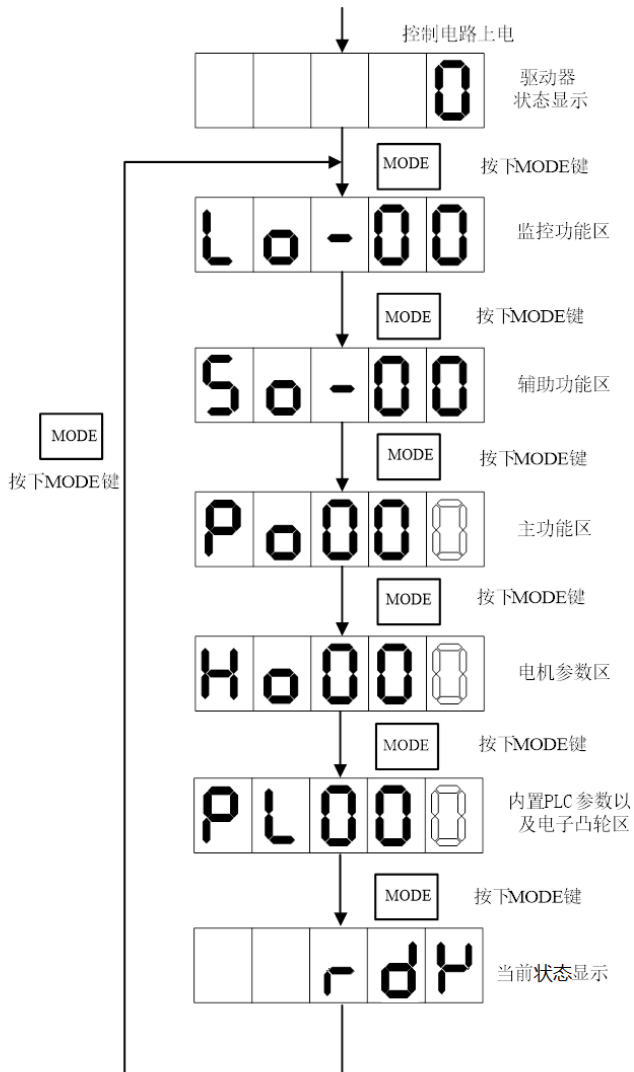 控制电路上电
0
驱动器
状态显示
MODE
按下MODE键
Lo-00
监控功能区
MODE
按下MODE键
So-00
辅助功能区
MODE
按下MODE键
MODE
按下MODE键
Po000
主功能区
MODE
按下MODE键
Ho000
电机参数区
MODE
按下MODE键
PL000
内置PLC 参数以
及电子凸轮区
MODE
按下MODE键
rdy
当前状态显示